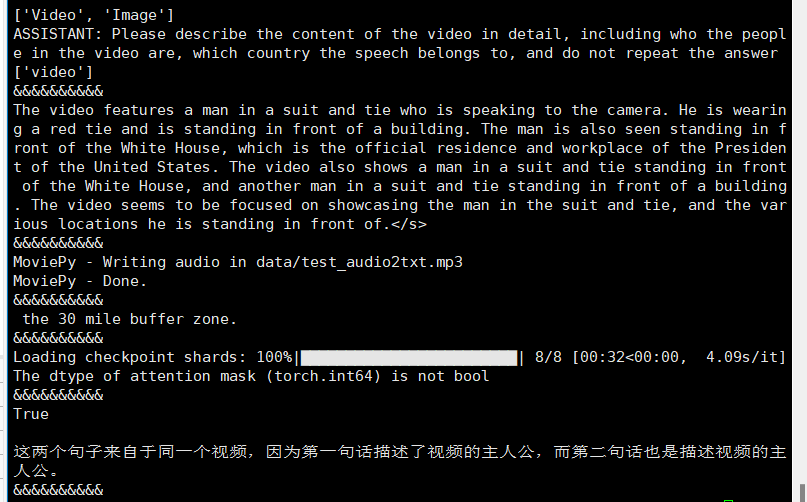 ['Video', 'Image']
ASSISTANT: Please describe the content of the video in detail, including who the peopl
e in the video are, which country the speech belongs to, and do not repeat the answer
['video']
&&&&&&&&&&
The video features a man in a suit and tie who is speaking to the camera. He is wearin
g a red tie and is standing in front of a building. The man is also seen standing in f
ront of the White House, which is the official residence and workplace of the Presiden
t of the United States. The video also shows a man in a suit and tie standing in front
 of the White House, and another man in a suit and tie standing in front of a building
. The video seems to be focused on showcasing the man in the suit and tie, and the var
ious locations he is standing in front of.</s>
&&&&&&&&&&
MoviePy - Writing audio in data/test_audio2txt.mp3
MoviePy - Done.
&&&&&&&&&&
 the 30 mile buffer zone.
&&&&&&&&&&
Loading checkpoint shards: 100%|██████████████████████████| 8/8 [00:32<00:00,  4.09s/it]
The dtype of attention mask (torch.int64) is not bool
&&&&&&&&&&
True
这两个句子来自于同一个视频，因为第一句话描述了视频的主人公，而第二句话也是描述视频的主
人公。
&&&&&&&&&&